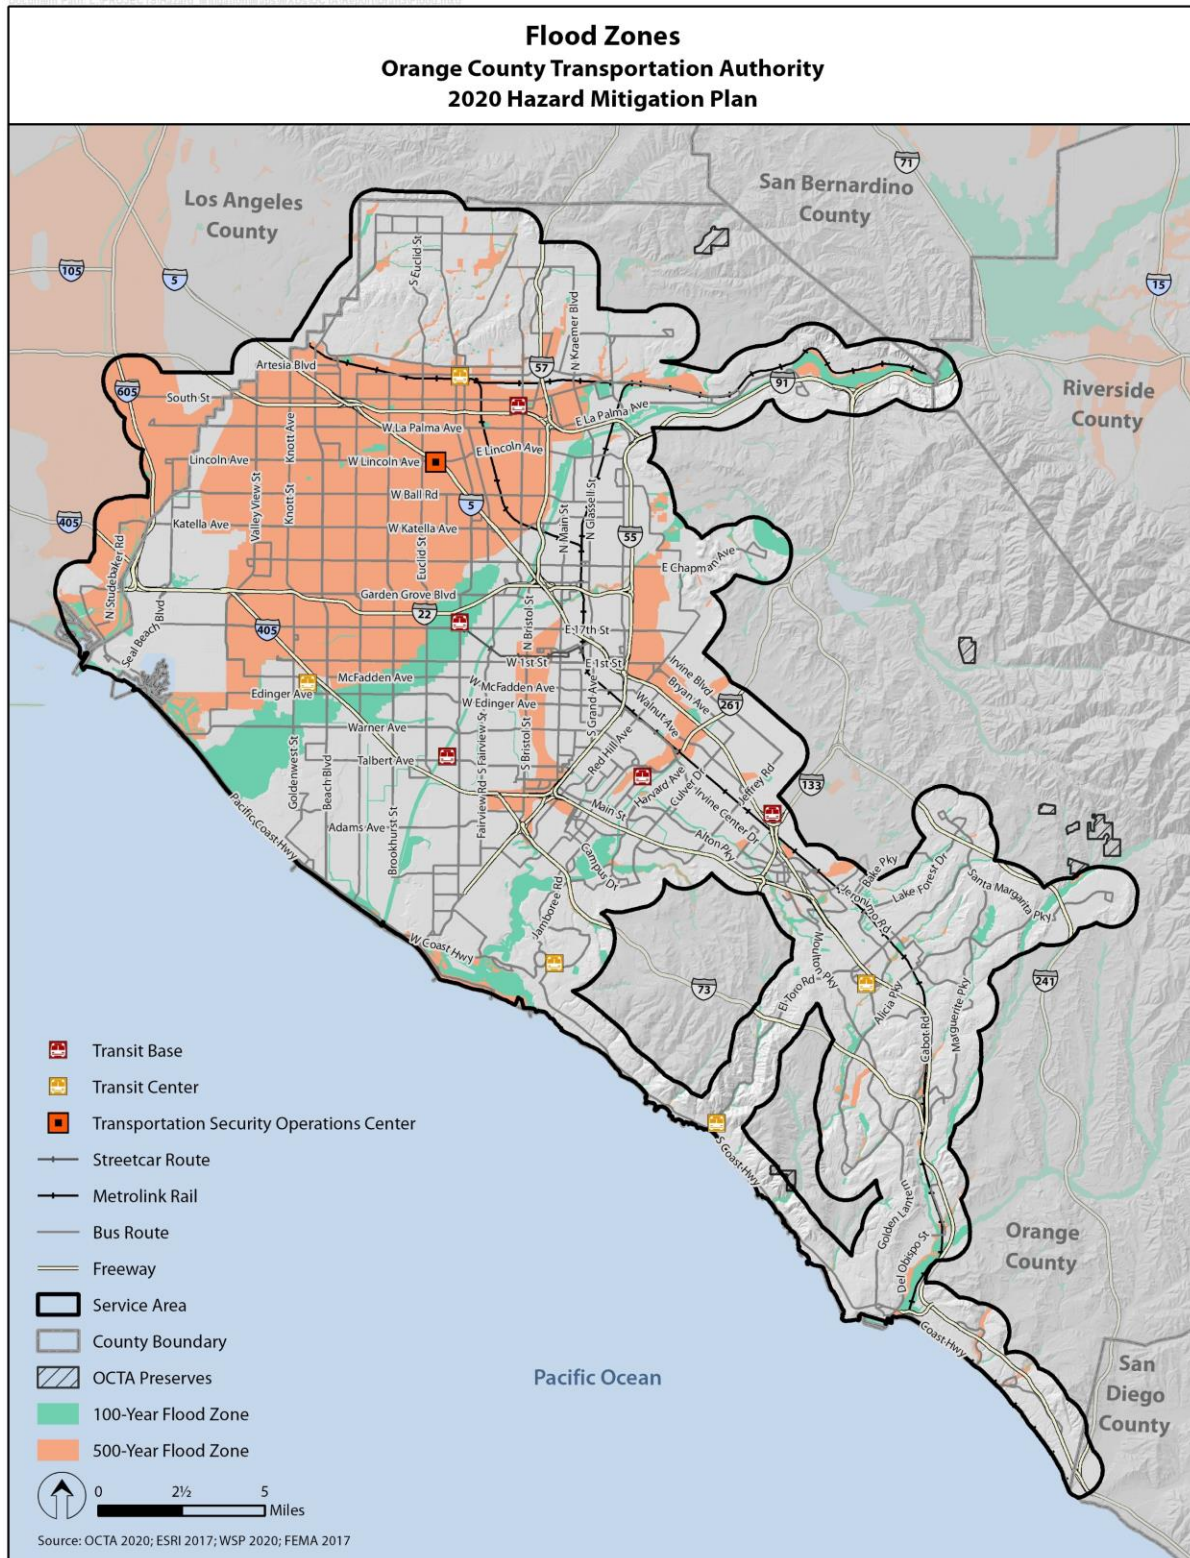 Flood Zones
Orange County Transportation Authority
2020 Hazard Mitigation Plan
71
San Bernardino
County
Los Angeles
County
105
5
15
S Euclid St
N Kraemer Blvd
57
91
Artesia Blvd
605
South St
Riverside
County
Knott Ave
W La Palma Ave
E La Palma Ave
Lincoln Ave
W Lincoln Ave
E Lincoln Ave
Valley View St
Knott St
W Ball Rd
5
N Main St
N Glassell St
405
Katella Ave
W Katella Ave
Euclid St
55
E Chapman Ave
N Studebaker Rd
Garden Grove Blvd
22
Seal Beach Blvd
405
N Bristol St
E 17th St
W 1st St
E 1st St
McFadden Ave
W McFadden Ave
Irvine Blvd
Bryan Ave
Edinger Ave
W Edinger Ave
S Grand Ave
Walnut Ave
261
Warner Ave
Goldenwest St
Beach Blvd
Talbert Ave
S Fairview St
S Bristol St
Red Hill Ave
Harvard Ave
Culver Dr
Jeffrey Rd
133
Pacific Coast Hwy
Adams Ave
Brookhurst St
Fairview Rd
Main St
Irvine Center Dr
Alton Pky
Campus Dr
Bake Pky
Lake Forest Dr
Jeronimo Rd
Santa Margarita Pky
Jamboree Rd
W Coast Hwy
Moulton Pky
73
El Toro Rd
Alicia Pky
Marguerite Pky
241
Cabot Rd
S Coast Hwy
Golden Lantern
Del Obispo St
Orange
County
Coast Hwy
San
Diego
County
Pacific Ocean
Transit Base
Transit Center
Transportation Security Operations Center
Streetcar Route
Metrolink Rail
Bus Route
Freeway
Service Area
County Boundary
OCTA Preserves
100-Year Flood Zone
500-Year Flood Zone
0 2½ 5
Miles
Source: OCTA 2020; ESRI 2017; WSP 2020; FEMA 2017